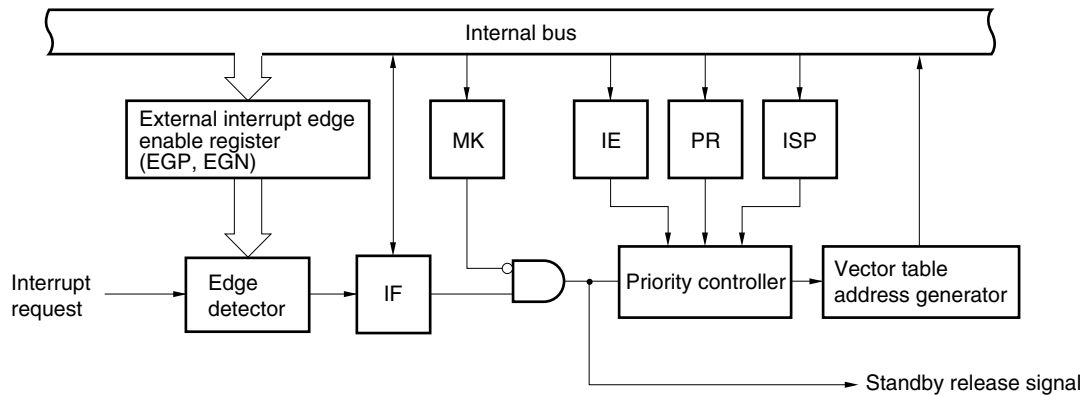 Internal bus
External interrupt edge
enable register
(EGP, EGN)
MK
IE
PR
ISP
Interrupt
request
Edge
detector
IF
Priority controller
Vector table
address generator
Standby release signal